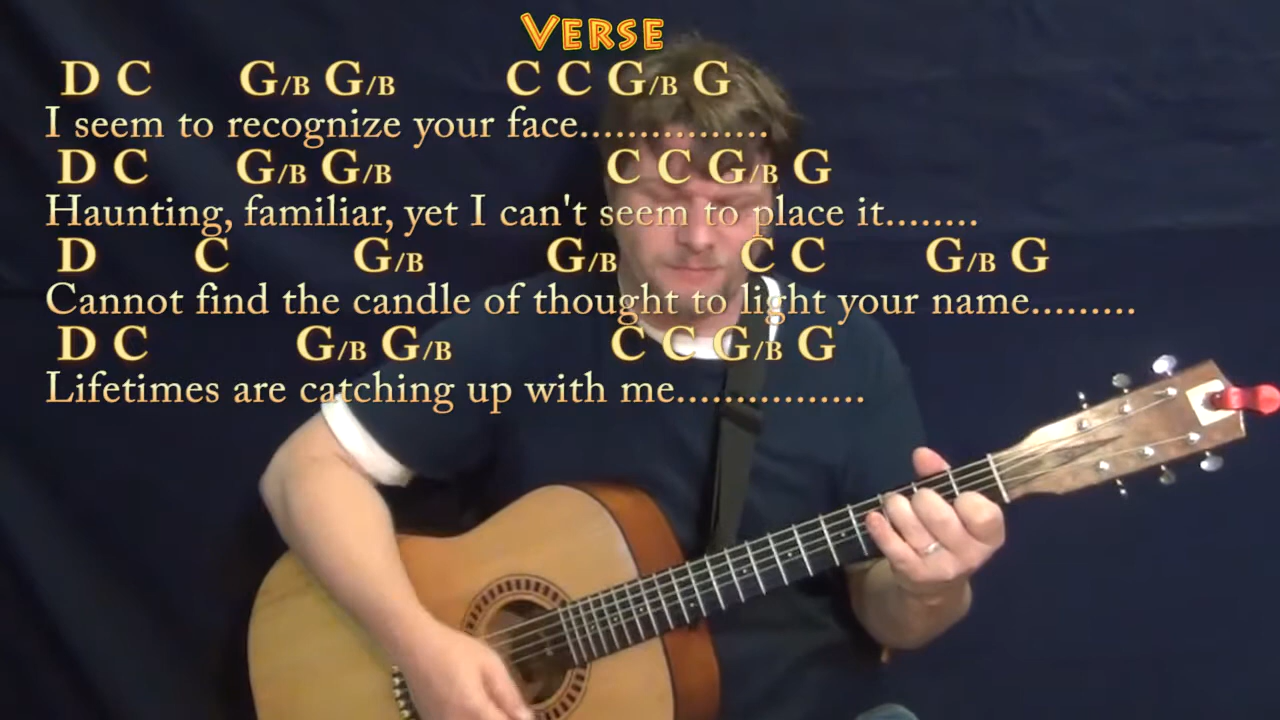 VERSE
D C G/B G/B C C G/B G
I seem to recognize your face................
D C G/B G/B C C G/B G
Haunting, familiar, yet I can't seem to place it........
D C G/B G/B C C G/B G
Cannot find the candle of thought to light your name.........
D C G/B G/B C C G/B G
Lifetimes are catching up with me................